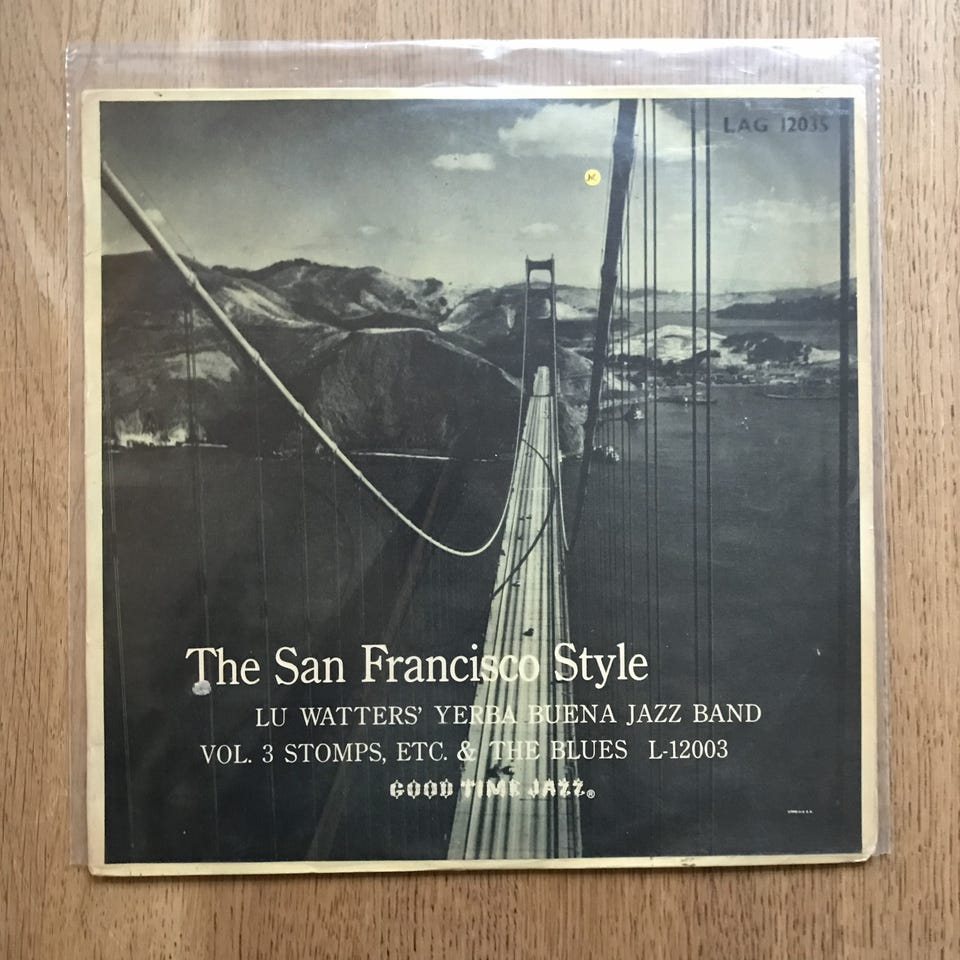 LAG 12035
The San Francisco Style
LU WATTERS' YERBA BUENA JAZZ BAND
VOL. 3 STOMPS, ETC. & THE BLUES L-12003
GOOD TIME JAZZ®